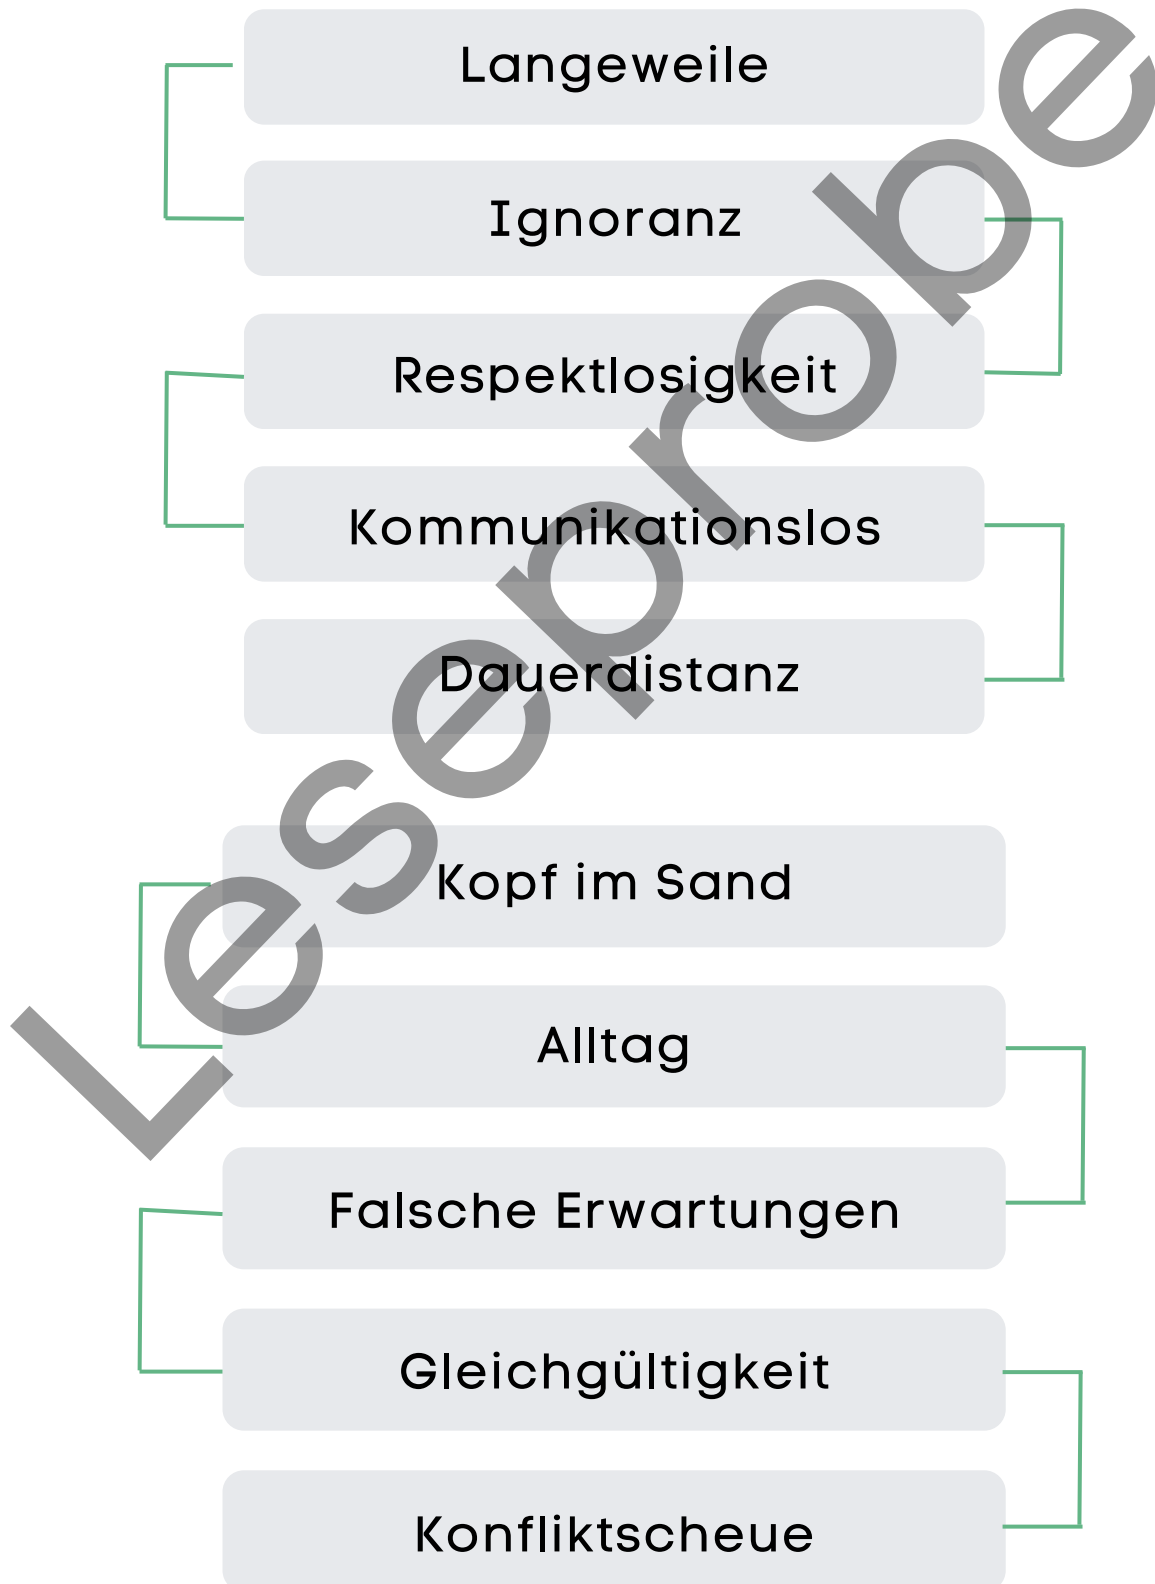 Langeweile
Ignoranz
Respektlosigkeit
Kommunikationslos
Dauerdistanz
Kopf im Sand
Alltag
Falsche Erwartungen
Gleichgültigkeit
Konfliktscheue
Leseprobe